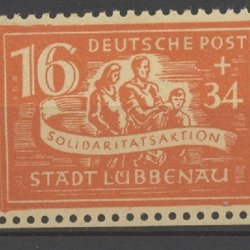 16 DEUTSCHE POST
+
34
SOLIDARITÄTSAKTION
STADT LÜBBENAU